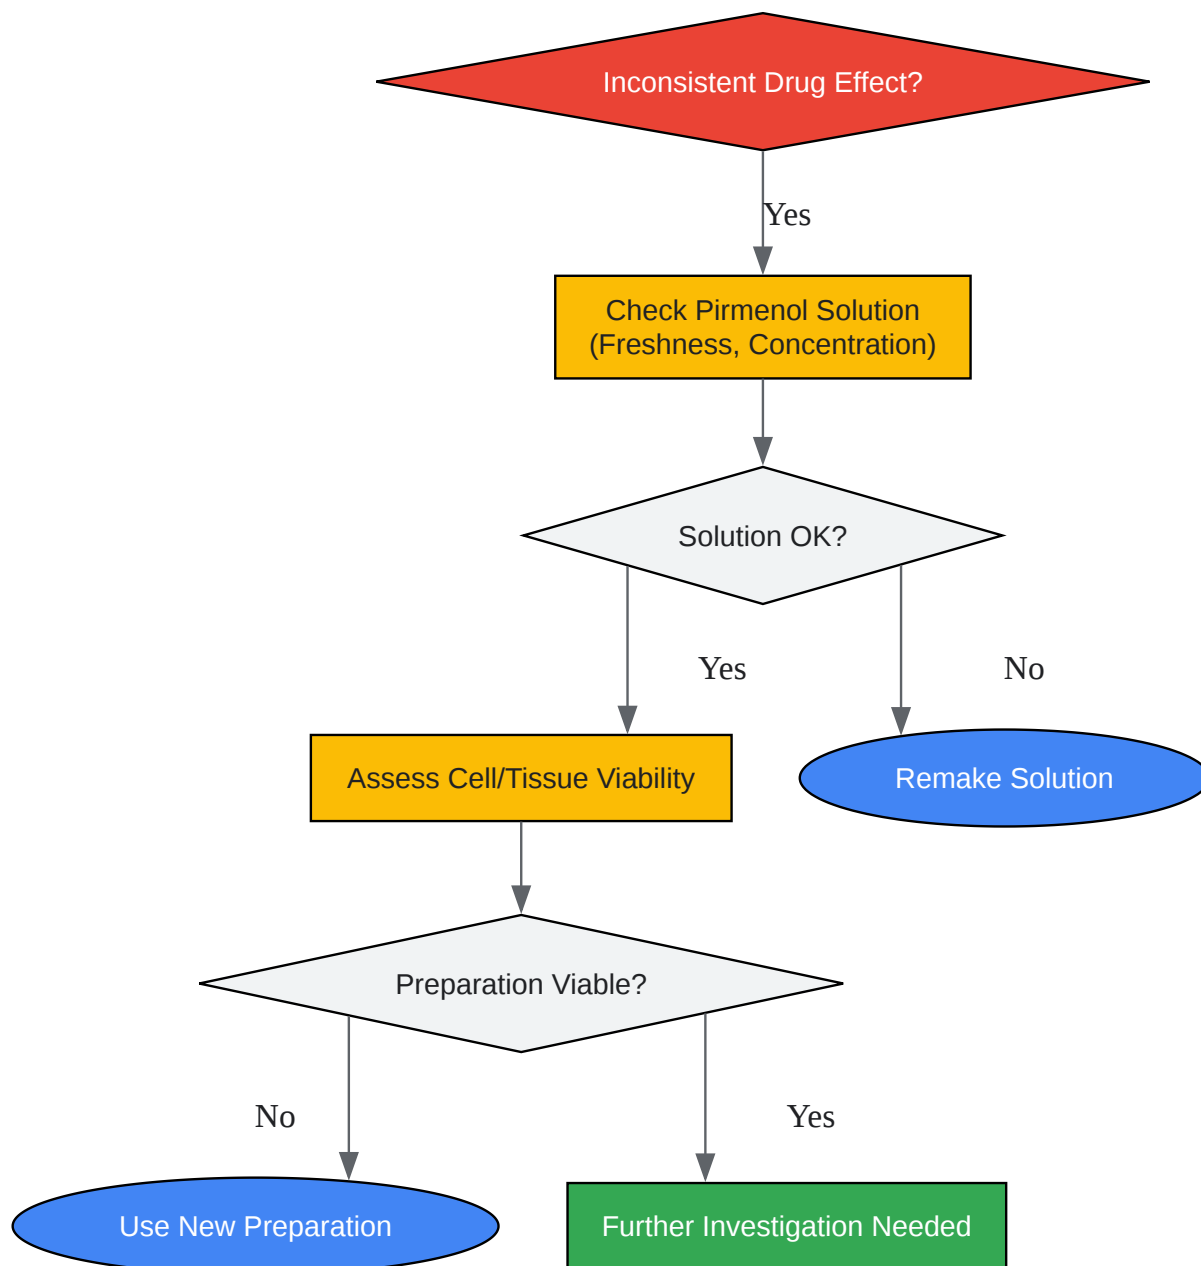 Inconsistent Drug Effect?
Yes
Check Pirmenol Solution
(Freshness, Concentration)
Solution OK?
Yes
No
Assess Cell/Tissue Viability
Remake Solution
Preparation Viable?
No
Yes
Use New Preparation
Further Investigation Needed